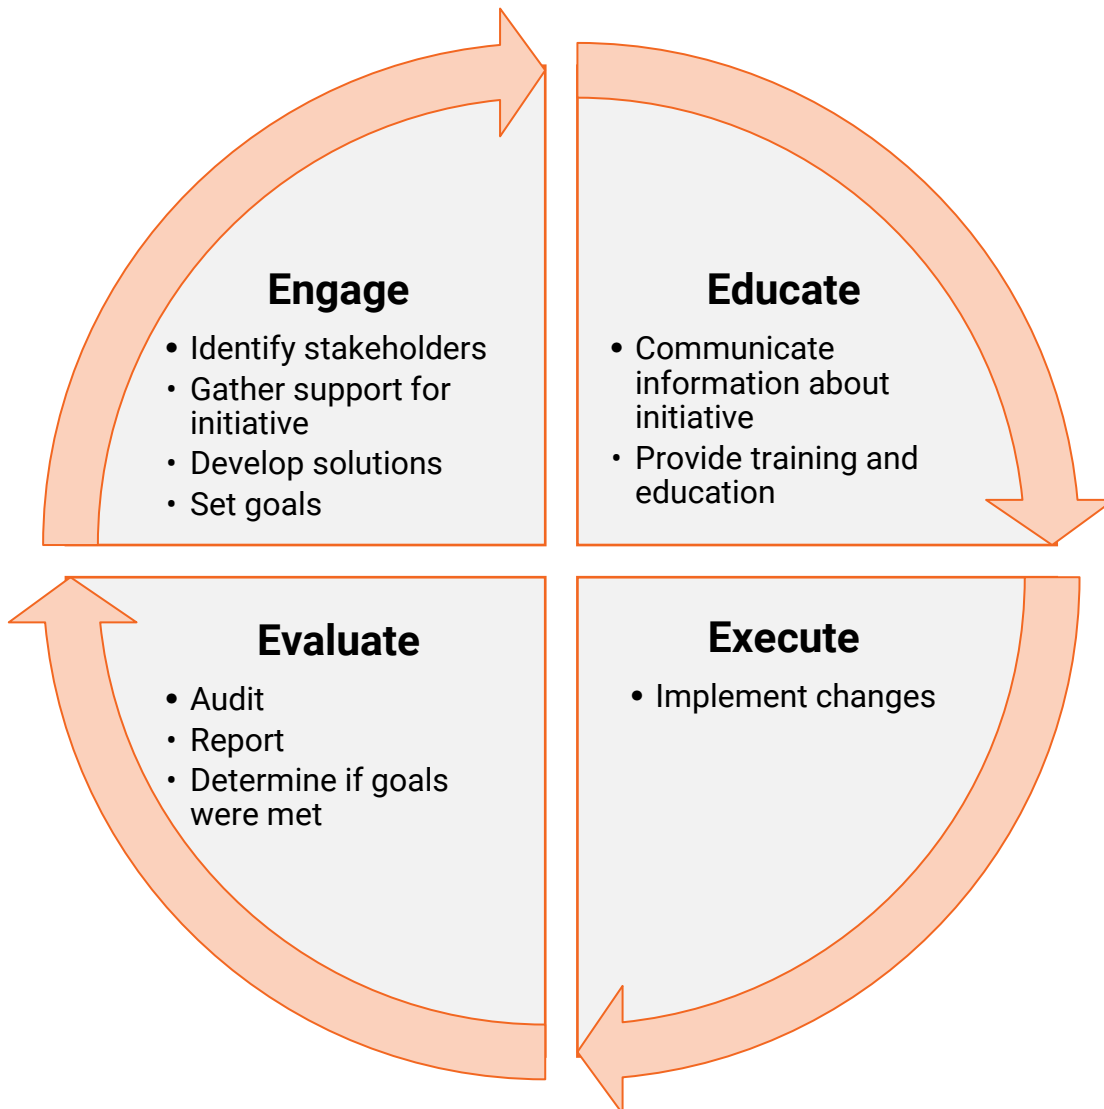 Engage
• Identify stakeholders
• Gather support for
initiative
• Develop solutions
• Set goals
Educate
• Communicate
information about
initiative
• Provide training and
education
Evaluate
• Audit
• Report
• Determine if goals
were met
Execute
• Implement changes